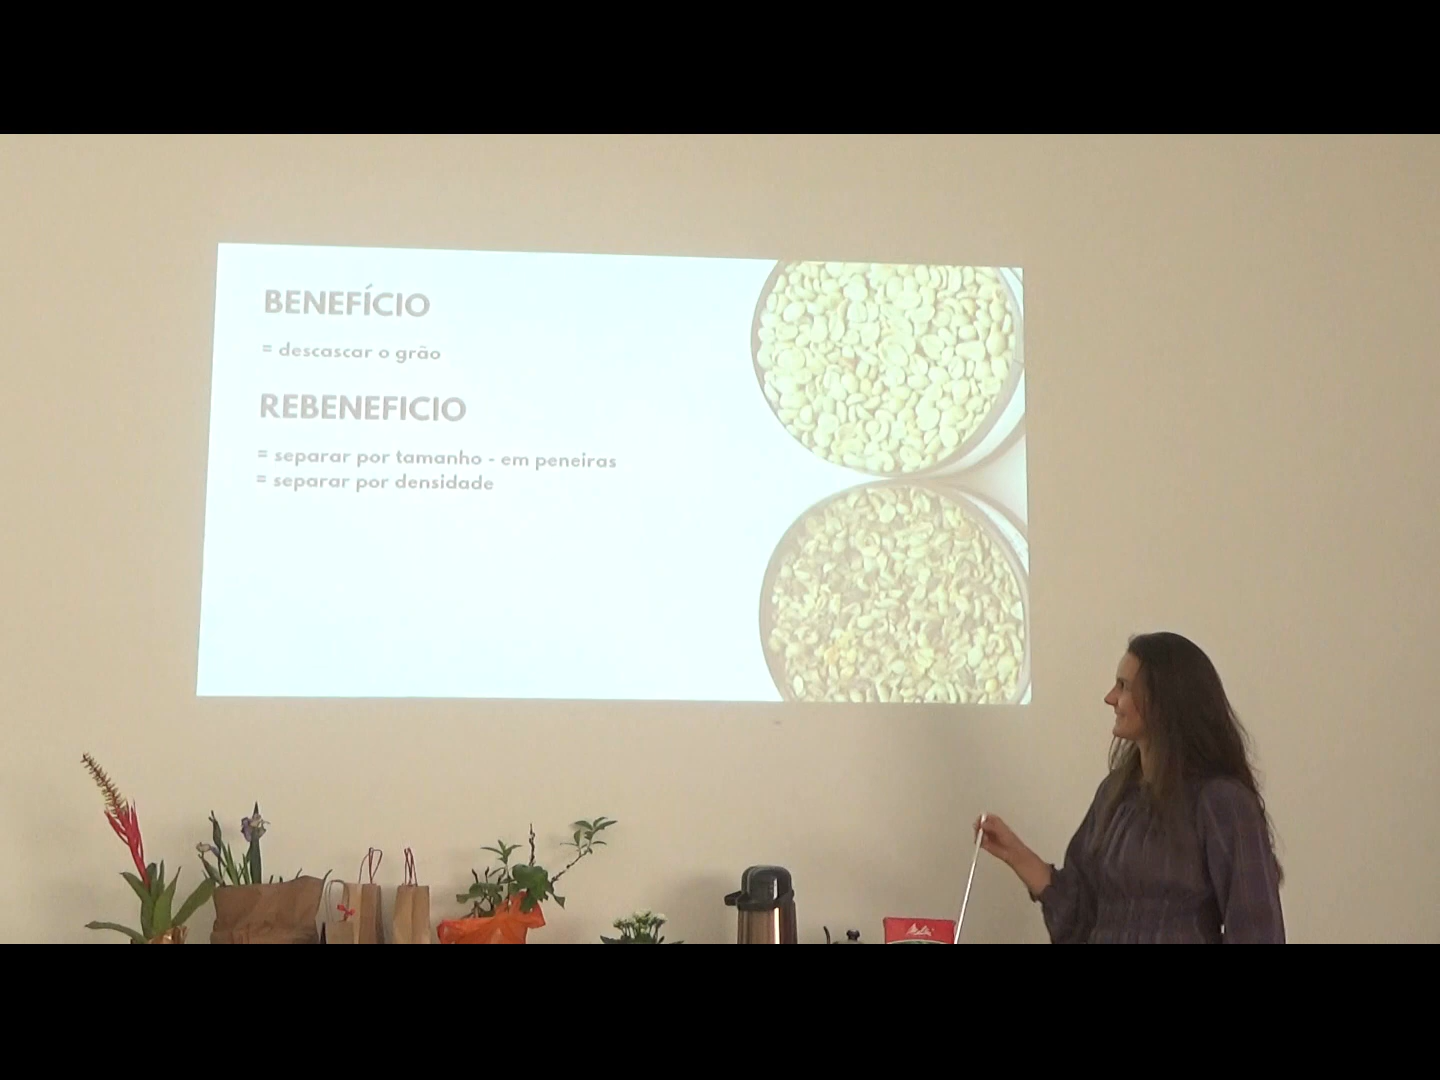 BENEFÍCIO
= descascar o grão
REBENEFICIO
= separar por tamanho - em peneiras
= separar por densidade